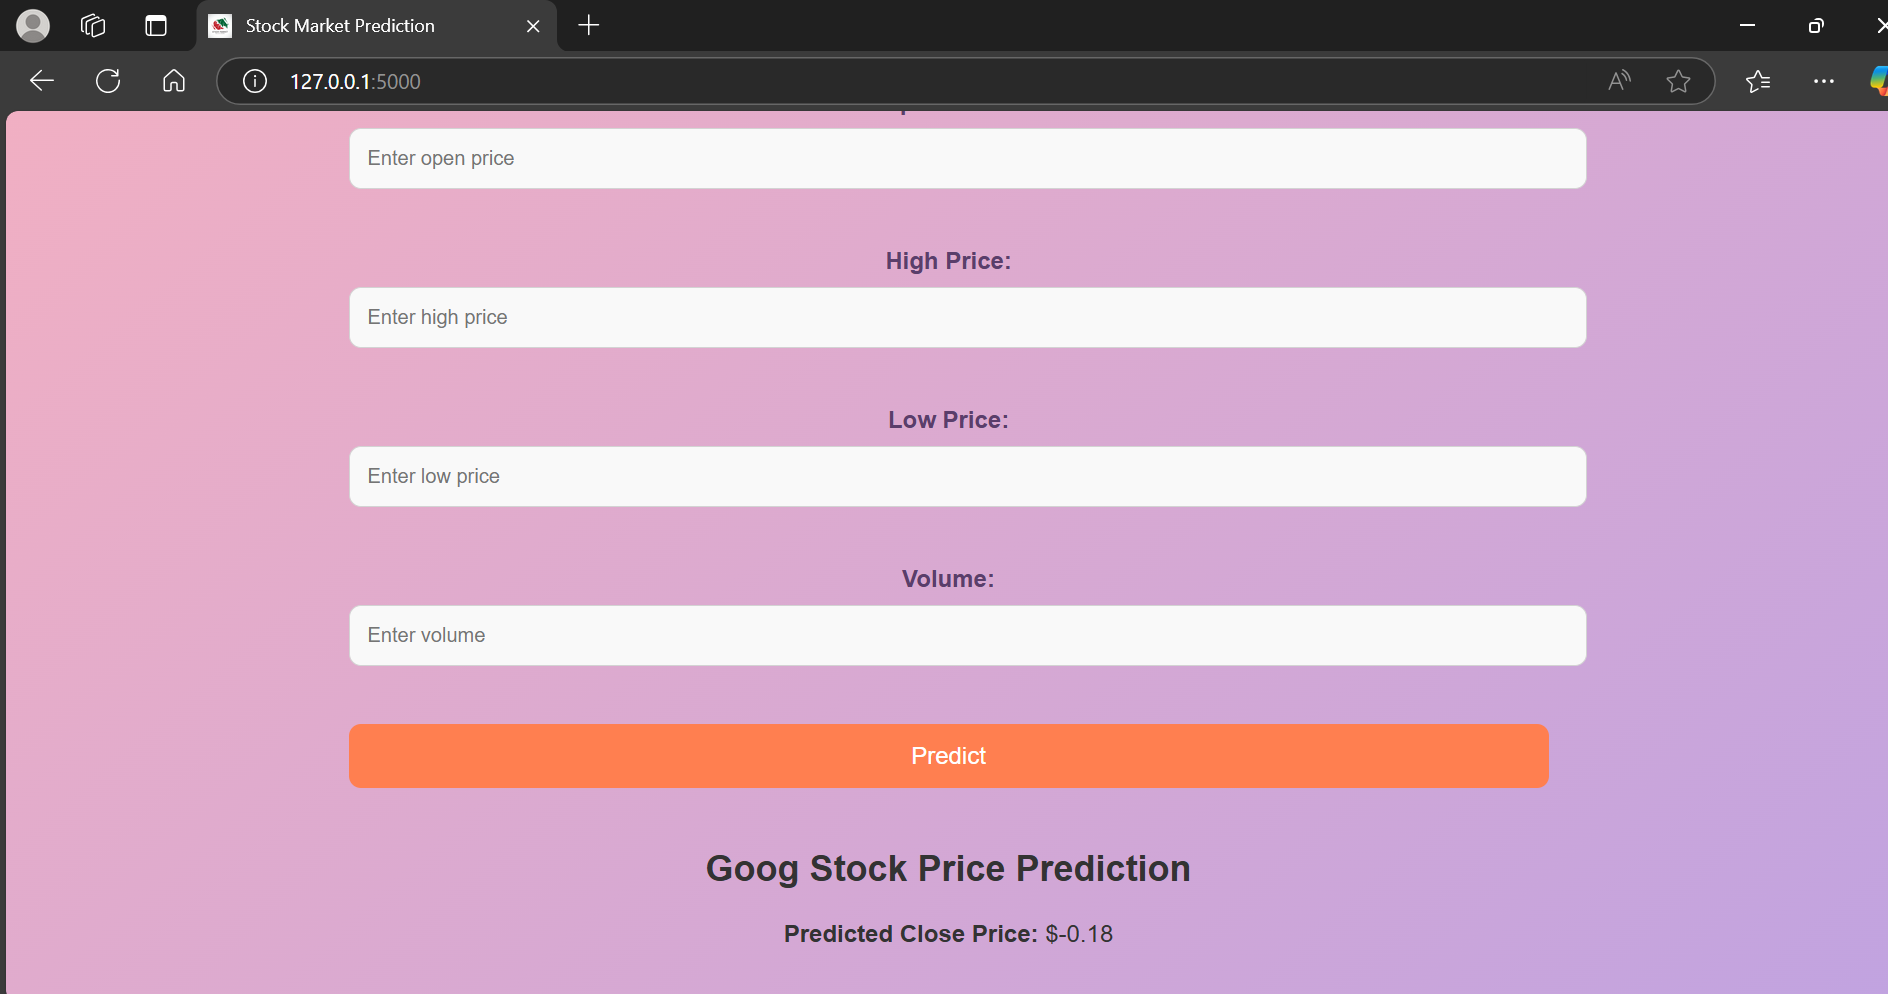 Stock Market Prediction
127.0.0.1:5000
Enter open price
High Price:
Enter high price
Low Price:
Enter low price
Volume:
Enter volume
Predict
Goog Stock Price Prediction
Predicted Close Price: $-0.18